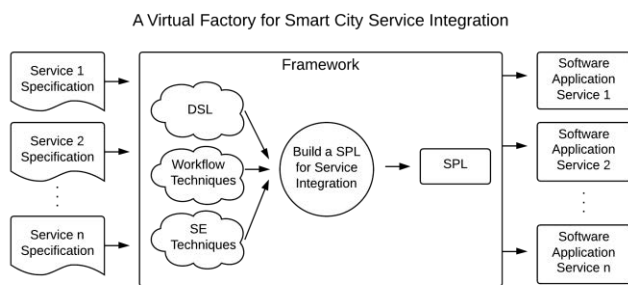 A Virtual Factory for Smart City Service Integration
Service 1
Specification
Service 2
Specification
Service n
Specification
Framework
DSL
Workflow
Techniques
SE
Techniques
Build a SPL
for Service
Integration
SPL
Software
Application
Service 1
Software
Application
Service 2
Software
Application
Service n